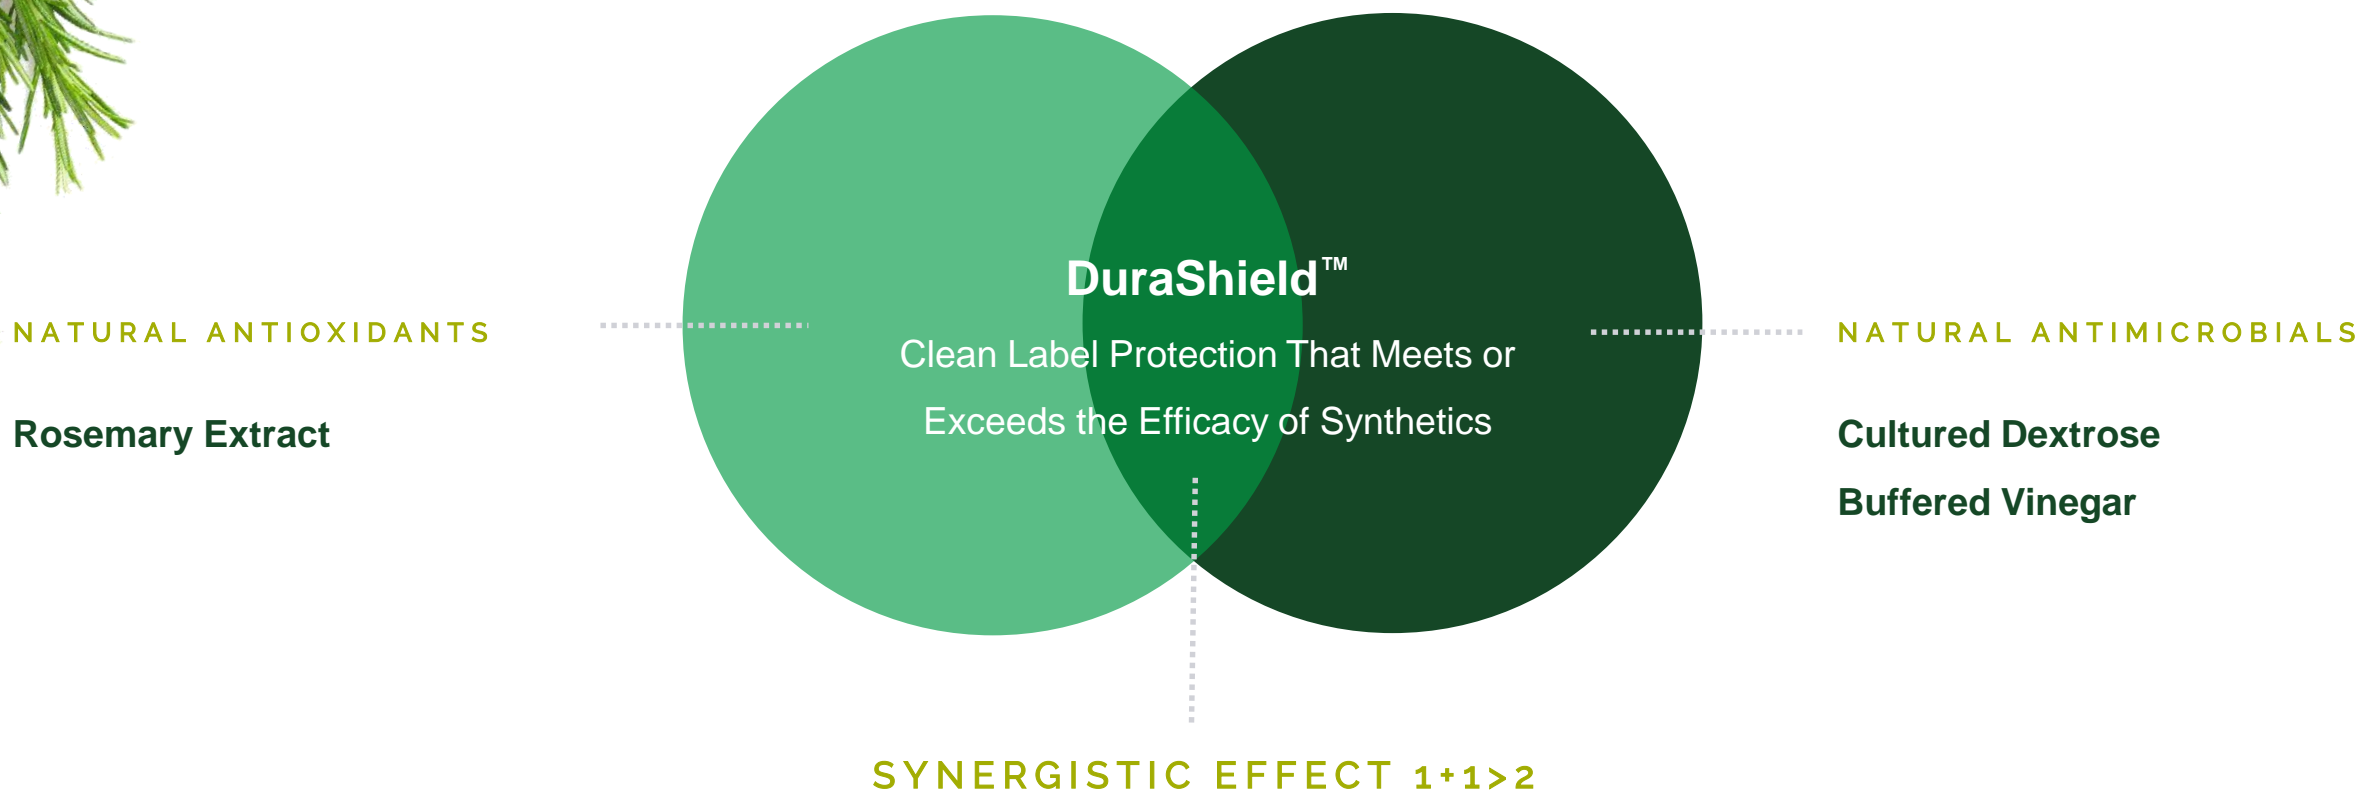 DuraShield™
Clean Label Protection That Meets or
Exceeds the Efficacy of Synthetics
NATURAL ANTIOXIDANTS
Rosemary Extract
NATURAL ANTIMICROBIALS
Cultured Dextrose
Buffered Vinegar
SYNERGISTIC EFFECT 1+1>2